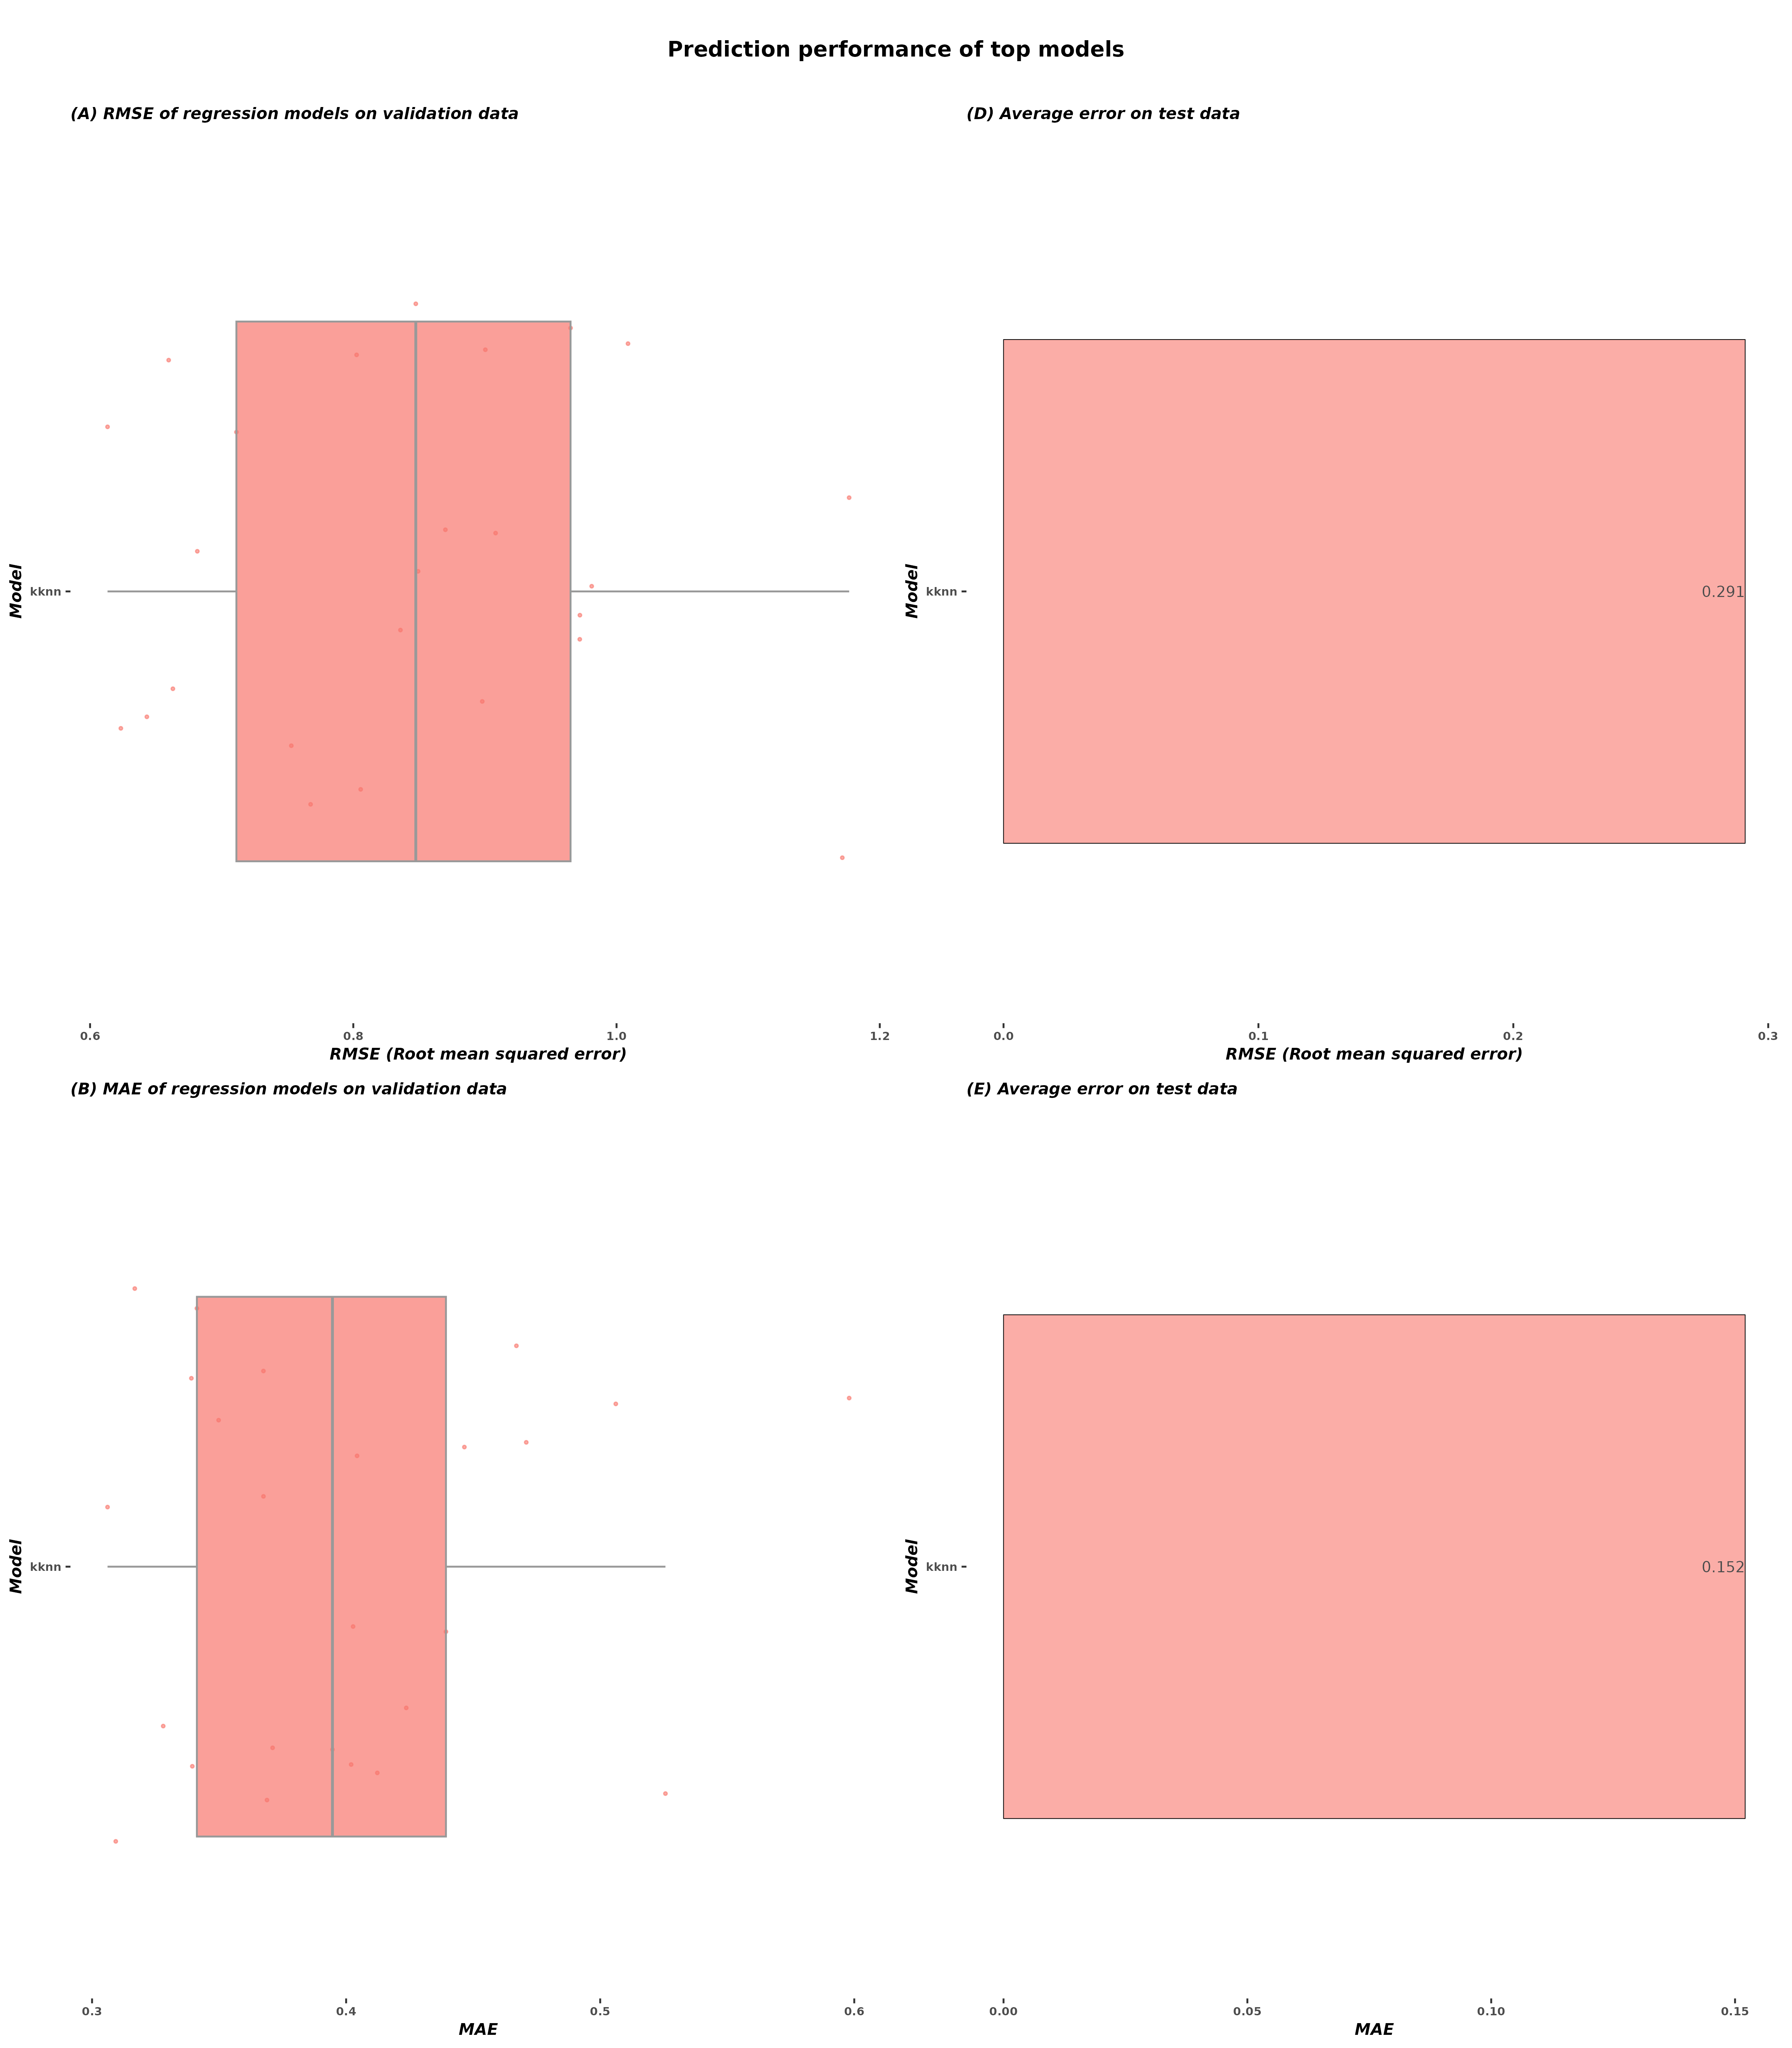 Prediction performance of top models
(A) RMSE of regression models on validation data
Model
kknn
0.6 0.8 1.0 1.2
RMSE (Root mean squared error)
(D) Average error on test data
Model
kknn
0.291
0.0 0.1 0.2 0.3
RMSE (Root mean squared error)
(B) MAE of regression models on validation data
Model
kknn
0.3 0.4 0.5 0.6
MAE
(E) Average error on test data
Model
kknn
0.152
0.00 0.05 0.10 0.15
MAE